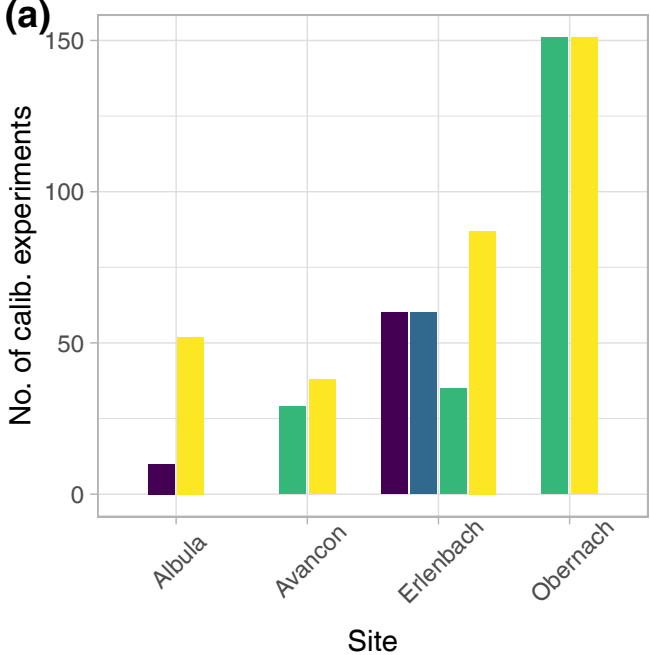 (a)
No. of calib. experiments
150
100
50
0
Albula
Avancon
Erlenbach
Obernach
Site